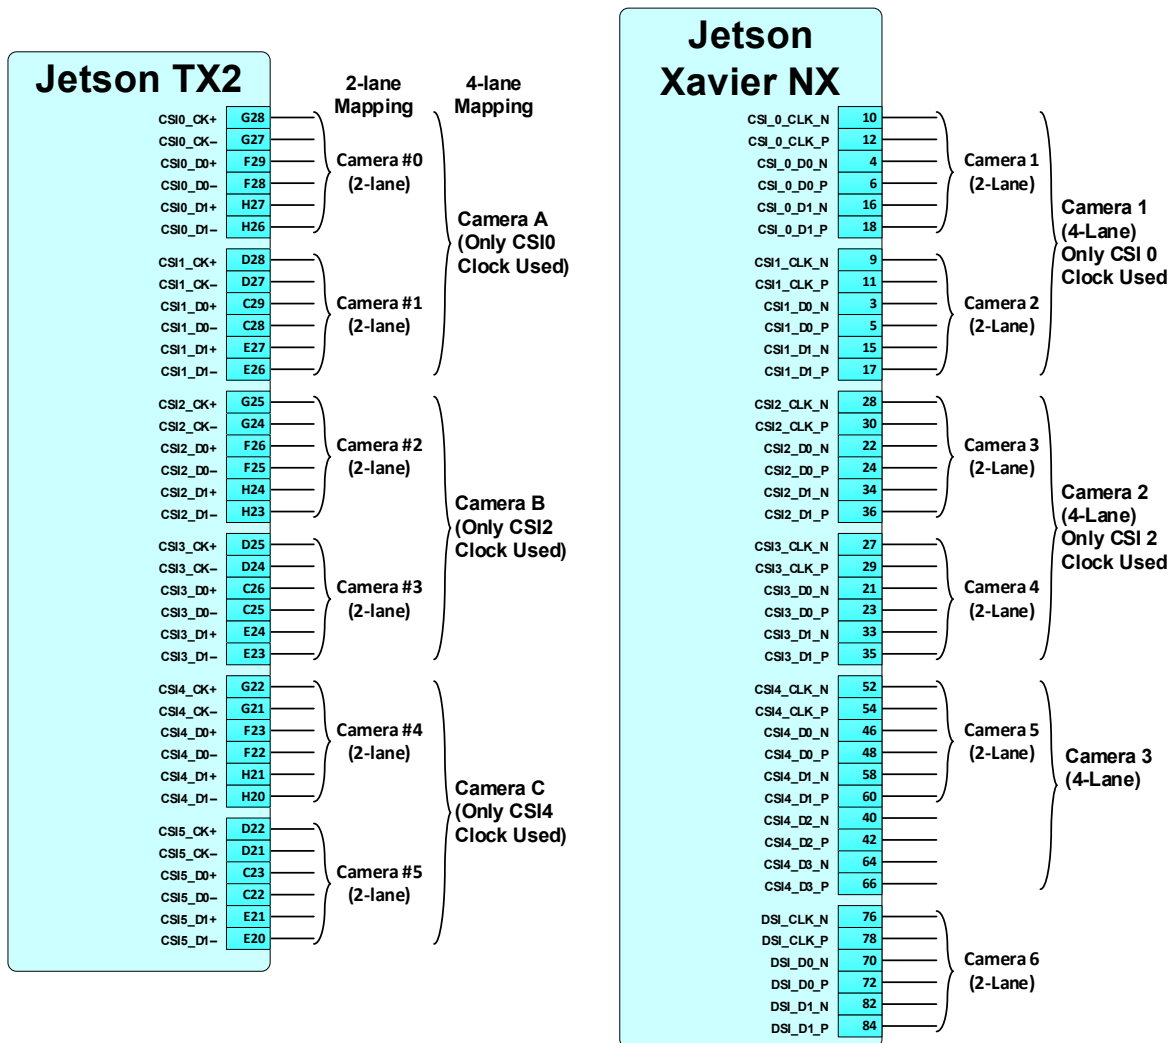 Jetson TX2
2-lane
Mapping
4-lane
Mapping
CSI0_CK+ G28
CSI0_CK– G27
CSI0_D0+ F29
CSI0_D0– F28
CSI0_D1+ H27
CSI0_D1– H26
Camera #0
(2-lane)
CSI1_CK+ D28
CSI1_CK– D27
CSI1_D0+ C29
CSI1_D0– C28
CSI1_D1+ E27
CSI1_D1– E26
Camera #1
(2-lane)
Camera A
(Only CSI0
Clock Used)
CSI2_CK+ G25
CSI2_CK– G24
CSI2_D0+ F26
CSI2_D0– F25
CSI2_D1+ H24
CSI2_D1– H23
Camera #2
(2-lane)
CSI3_CK+ D25
CSI3_CK– D24
CSI3_D0+ C26
CSI3_D0– C25
CSI3_D1+ E24
CSI3_D1– E23
Camera #3
(2-lane)
Camera B
(Only CSI2
Clock Used)
CSI4_CK+ G22
CSI4_CK– G21
CSI4_D0+ F23
CSI4_D0– F22
CSI4_D1+ H21
CSI4_D1– H20
Camera #4
(2-lane)
CSI5_CK+ D22
CSI5_CK– D21
CSI5_D0+ C23
CSI5_D0– C22
CSI5_D1+ E21
CSI5_D1– E20
Camera #5
(2-lane)
Camera C
(Only CSI4
Clock Used)
Jetson
Xavier NX
CSI_0_CLK_N 10
CSI_0_CLK_P 12
CSI_0_D0_N 4
CSI_0_D0_P 6
CSI_0_D1_N 16
CSI_0_D1_P 18
Camera 1
(2-Lane)
CSI1_CLK_N 9
CSI1_CLK_P 11
CSI1_D0_N 3
CSI1_D0_P 5
CSI1_D1_N 15
CSI1_D1_P 17
Camera 2
(2-Lane)
Camera 1
(4-Lane)
Only CSI 0
Clock Used
CSI2_CLK_N 28
CSI2_CLK_P 30
CSI2_D0_N 22
CSI2_D0_P 24
CSI2_D1_N 34
CSI2_D1_P 36
Camera 3
(2-Lane)
CSI3_CLK_N 27
CSI3_CLK_P 29
CSI3_D0_N 21
CSI3_D0_P 23
CSI3_D1_N 33
CSI3_D1_P 35
Camera 4
(2-Lane)
Camera 2
(4-Lane)
Only CSI 2
Clock Used
CSI4_CLK_N 52
CSI4_CLK_P 54
CSI4_D0_N 46
CSI4_D0_P 48
CSI4_D1_N 58
CSI4_D1_P 60
CSI4_D2_N 40
CSI4_D2_P 42
CSI4_D3_N 64
CSI4_D3_P 66
Camera 5
(2-Lane)
Camera 3
(4-Lane)
DSI_CLK_N 76
DSI_CLK_P 78
DSI_D0_N 70
DSI_D0_P 72
DSI_D1_N 82
DSI_D1_P 84
Camera 6
(2-Lane)